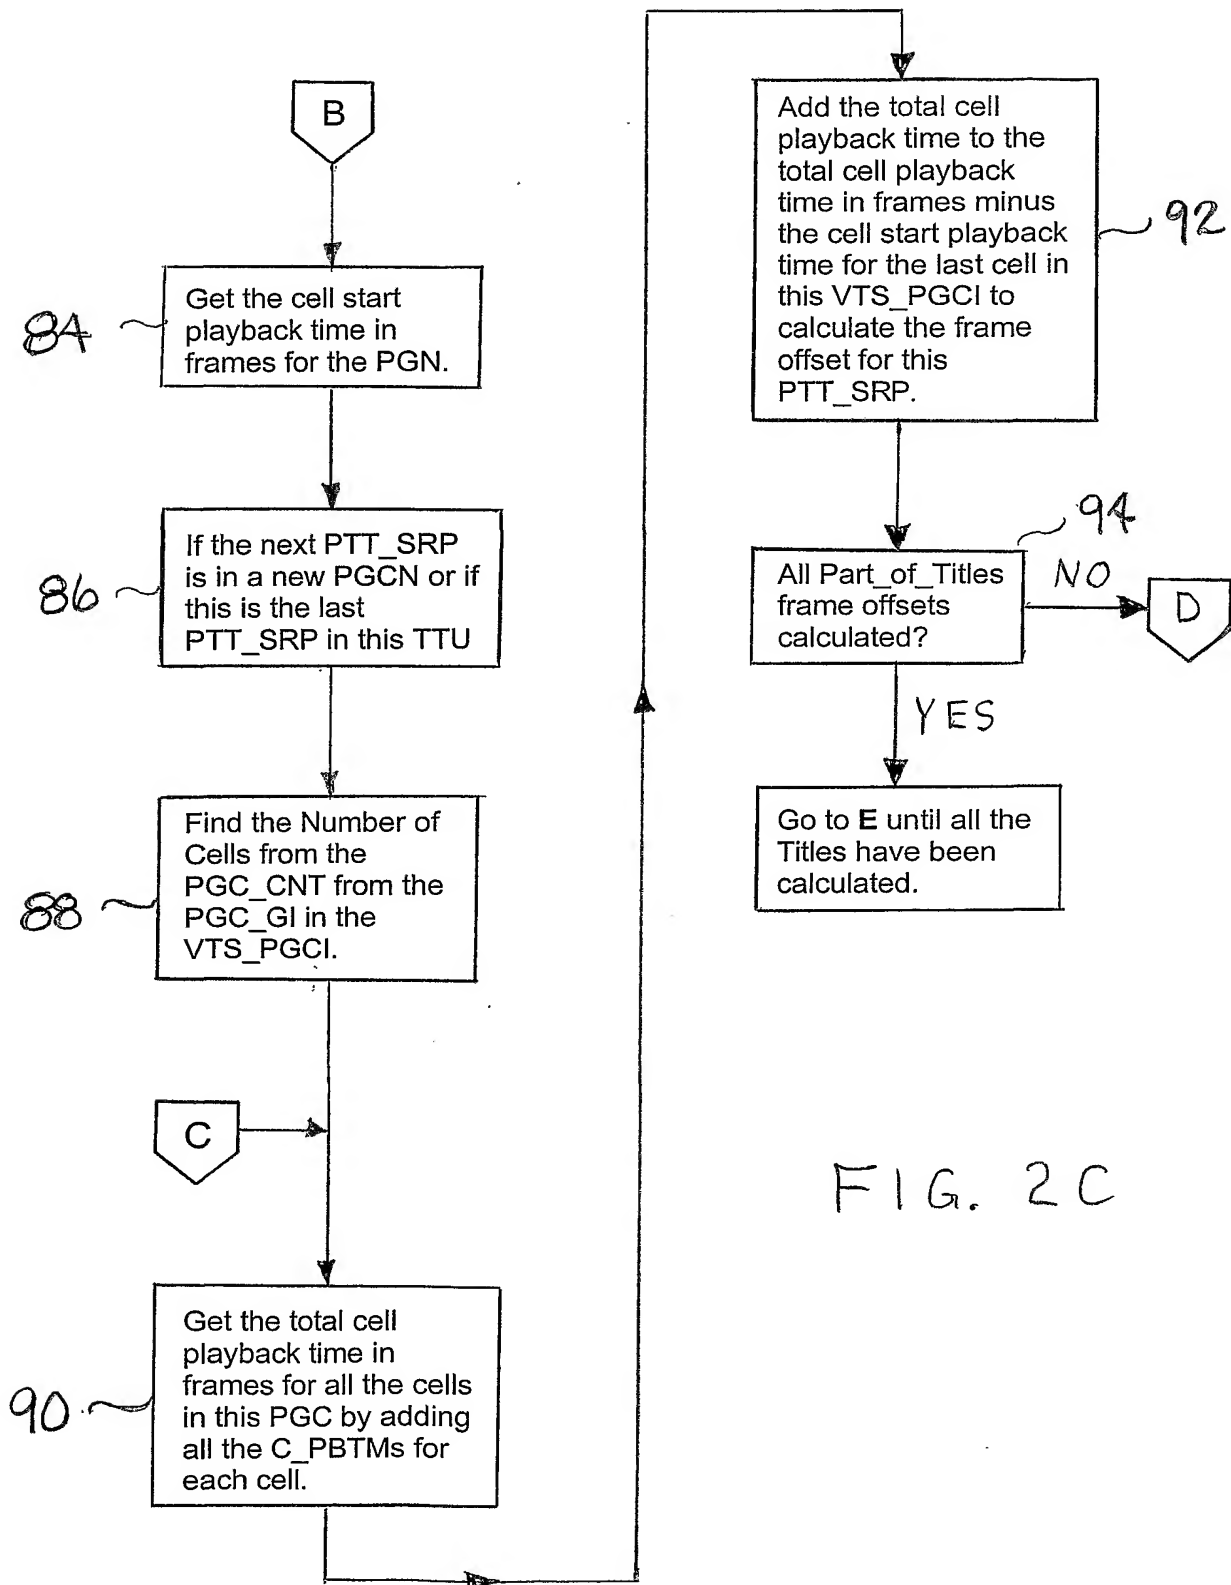 B
84
Get the cell start
playback time in
frames for the PGN.
86
If the next PTT_SRP
is in a new PGCN or if
this is the last
PTT_SRP in this TTU
88
Find the Number of
Cells from the
PGC_CNT from the
PGC_GI in the
VTS_PGCI.
C
90
Get the total cell
playback time in
frames for all the cells
in this PGC by adding
all the C_PBTMs for
each cell.
Add the total cell
playback time to the
total cell playback
time in frames minus
the cell start playback
time for the last cell in
this VTS_PGCI to
calculate the frame
offset for this
PTT_SRP.
92
94
All Part_of_Titles
frame offsets
calculated?
NO
D
YES
Go to E until all the
Titles have been
calculated.
FIG. 2C